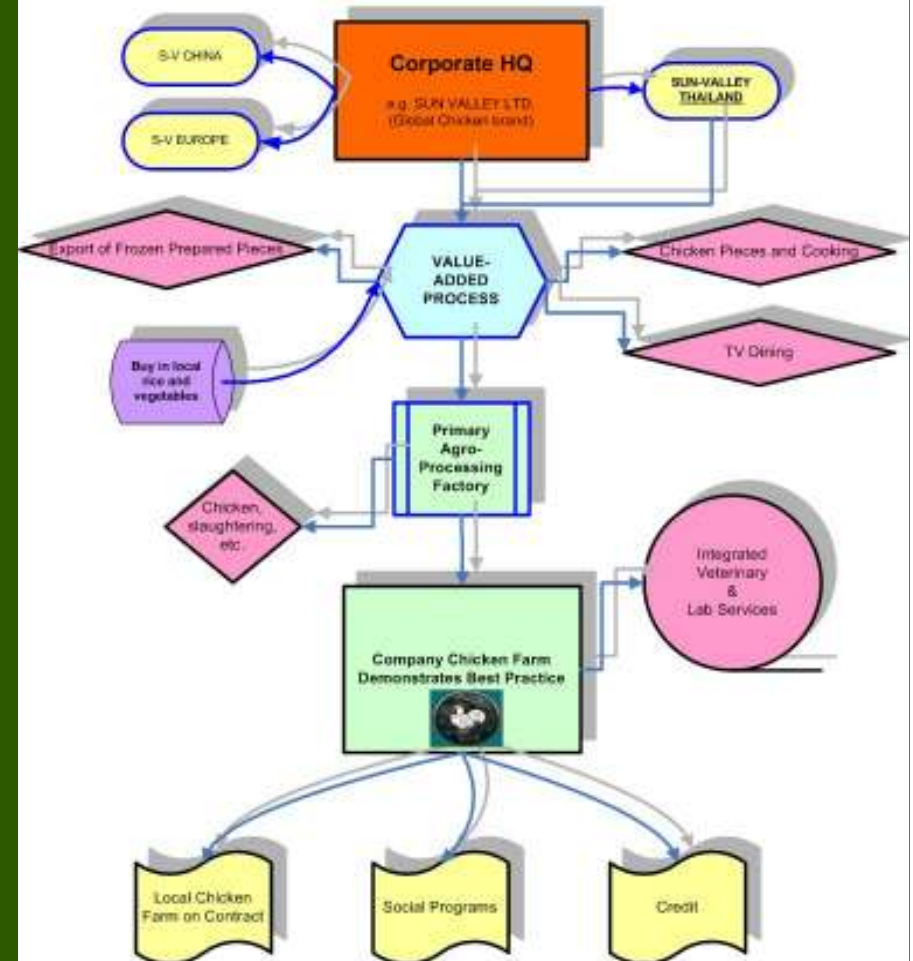 S-V CHINA
Corporate HQ
e.g. SUN VALLEY LTD.
(Global Chicken brand)
SUN-VALLEY
THAILAND
S-V EUROPE
Export of Frozen Prepared Pieces
VALUE-
ADDED
PROCESS
Chicken Pieces and Cooking
TV Dining
Buy in local
rice and
vegetables
Primary
Agro-
Processing
Factory
Chicken,
slaughtering,
etc.
Integrated
Veterinary
&
Lab Services
Company Chicken Farm
Demonstrates Best Practice
Local Chicken
Farm on Contract
Social Programs
Credit